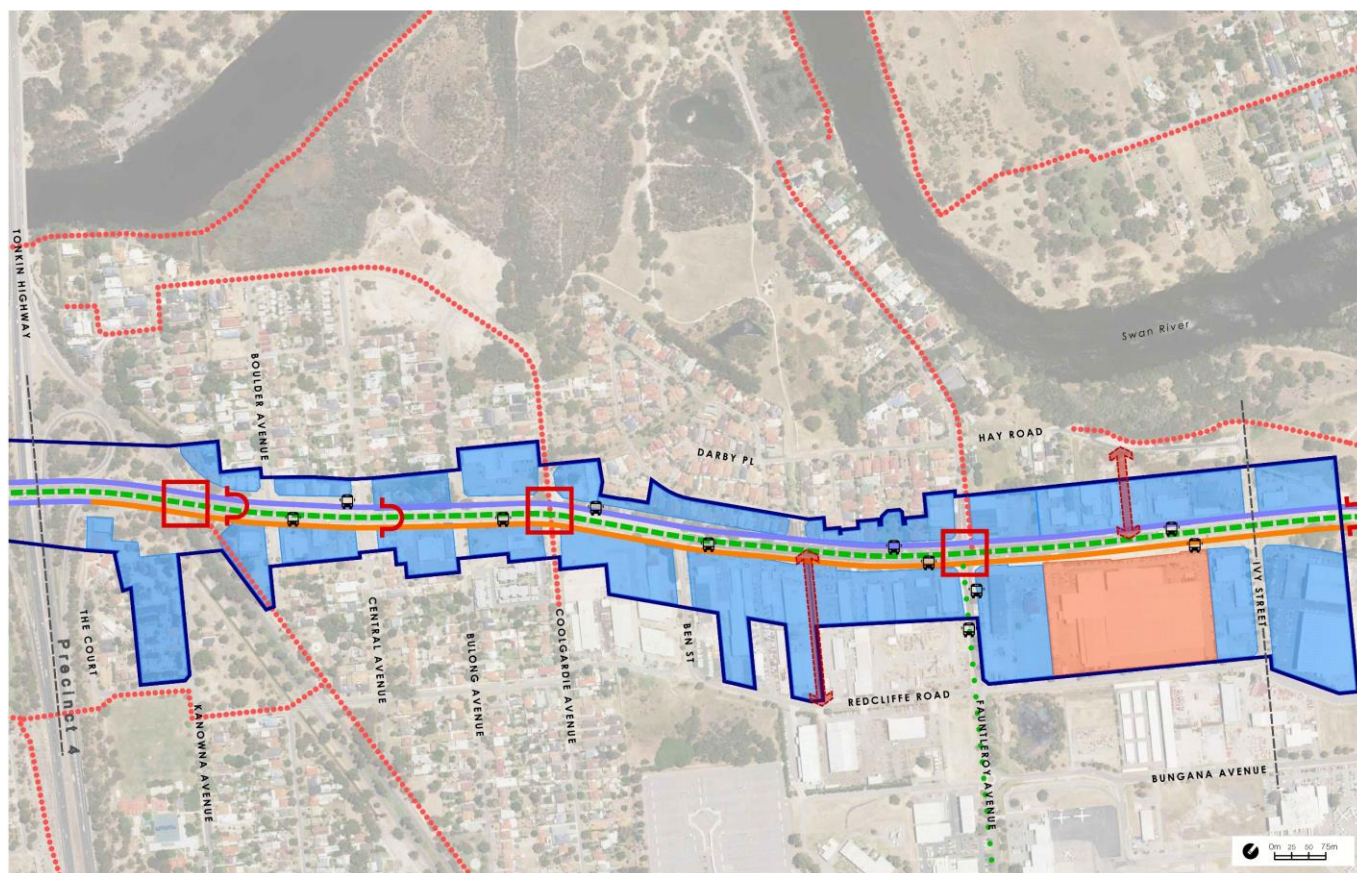 TONKIN HIGHWAY
BOULDER AVENUE
DARBY PL
HAY ROAD
Swan River
THE COURT
Precinct 4
KANOWNA AVENUE
CENTRAL AVENUE
BULONG AVENUE
COOLGARDIE AVENUE
BEN ST
REDCLIFFE ROAD
FAUNTLEROY AVENUE
IVY STREET
BUNGANA AVENUE
0m 25 50 75m